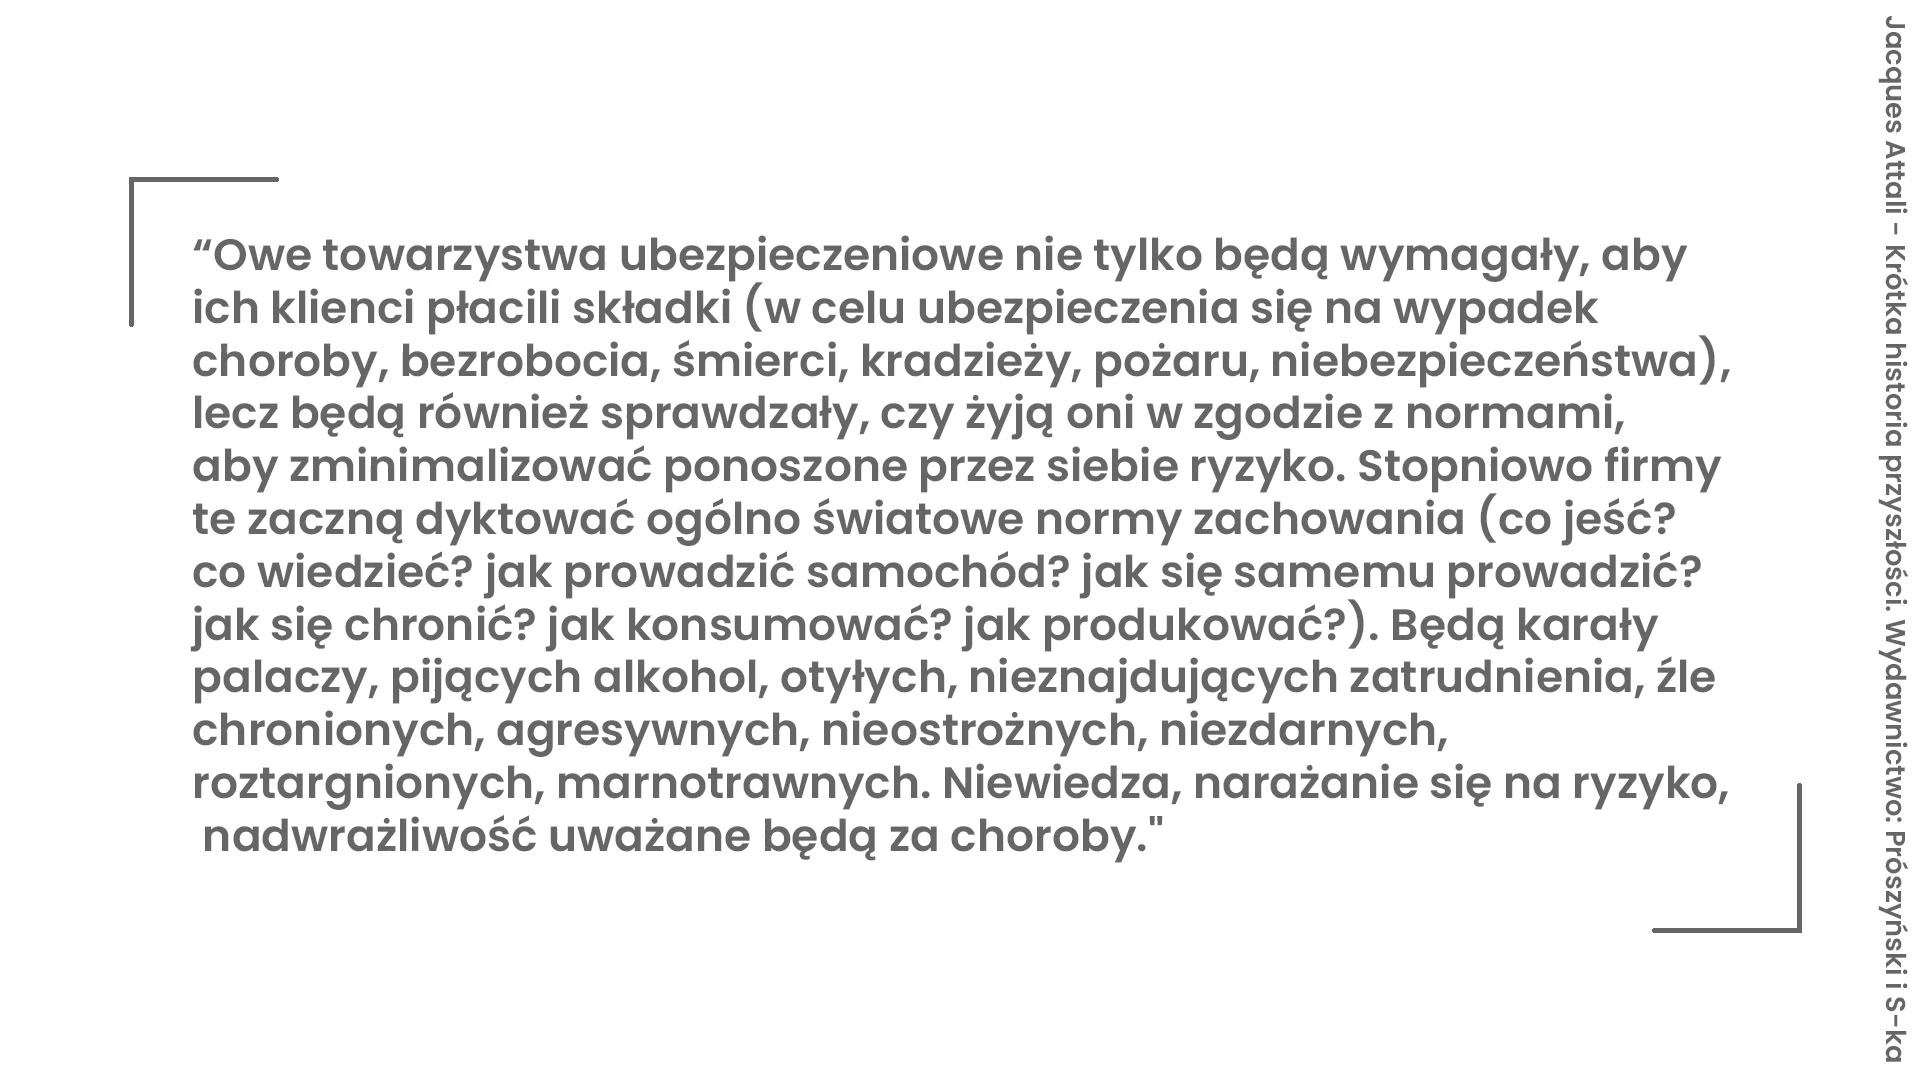 “Owe towarzystwa ubezpieczeniowe nie tylko będą wymagały, aby
ich klienci płacili składki (w celu ubezpieczenia się na wypadek
choroby, bezrobocia, śmierci, kradzieży, pożaru, niebezpieczeństwa),
lecz będą również sprawdzały, czy żyją oni w zgodzie z normami,
aby zminimalizować ponoszone przez siebie ryzyko. Stopniowo firmy
te zaczną dyktować ogólno światowe normy zachowania (co jeść?
co wiedzieć? jak prowadzić samochód? jak się samemu prowadzić?
jak się chronić? jak konsumować? jak produkować?). Będą karały
palaczy, pijących alkohol, otyłych, nieznajdujących zatrudnienia, źle
chronionych, agresywnych, nieostrożnych, niezdarnych,
roztargnionych, marnotrawnych. Niewiedza, narażanie się na ryzyko,
nadwrażliwość uważane będą za choroby."
Jacques Attali - Krótka historia przyszłości. Wydawnictwo: Prószyński i S-ka